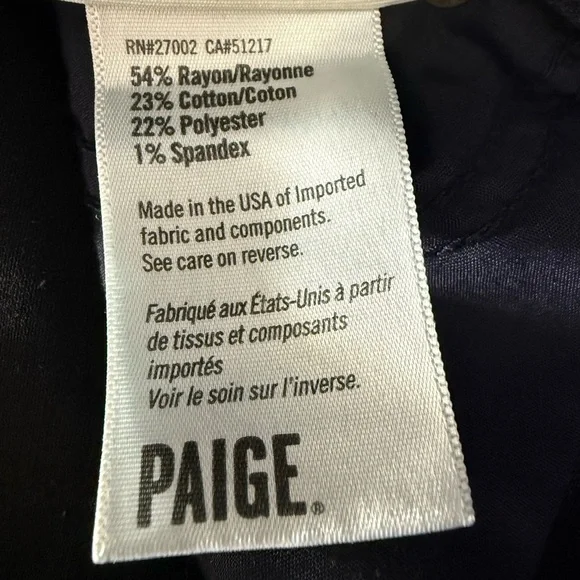 RN#27002 CA#51217
54% Rayon/Rayonne
23% Cotton/Coton
22% Polyester
1% Spandex
Made in the USA of Imported
fabric and components.
See care on reverse.
Fabriqué aux États-Unis à partir
de tissus et composants
importés
Voir le soin sur l'inverse.
PAIGE®